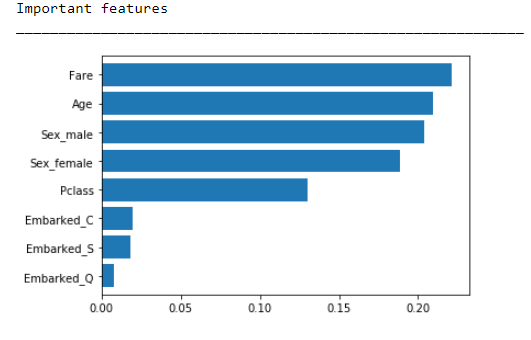 Important features
Fare
Age
Sex_male
Sex_female
Pclass
Embarked_C
Embarked_S
Embarked_Q
0.00 0.05 0.10 0.15 0.20